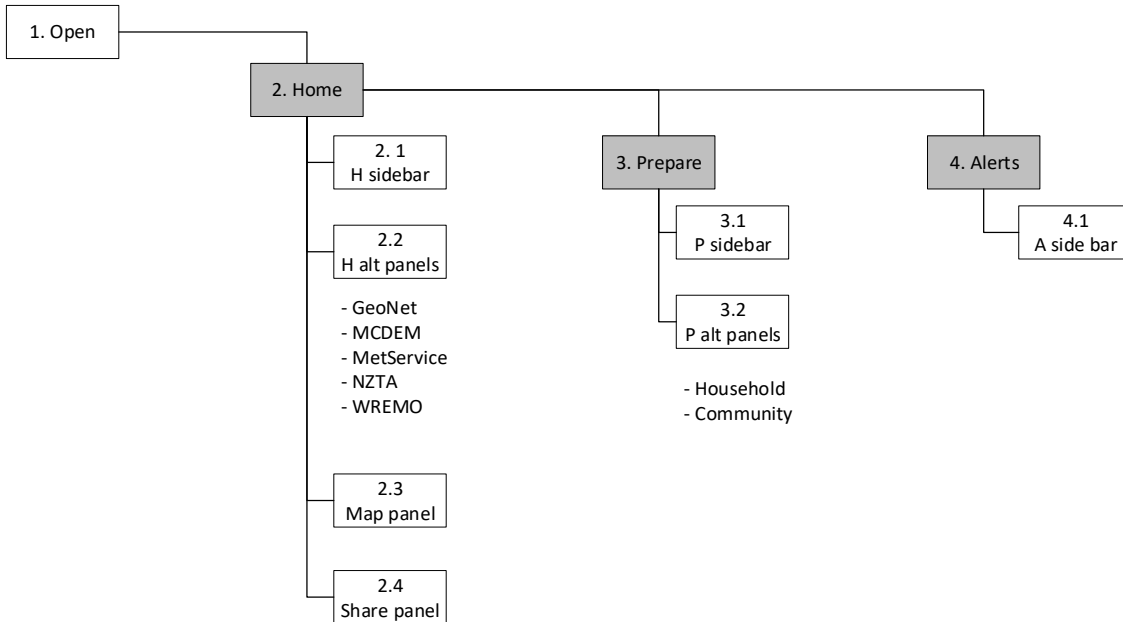 1. Open
2. Home
2. 1
H sidebar
2.2
H alt panels
- GeoNet
- MCDEM
- MetService
- NZTA
- WREMO
2.3
Map panel
2.4
Share panel
3. Prepare
3.1
P sidebar
3.2
P alt panels
- Household
- Community
4. Alerts
4.1
A side bar